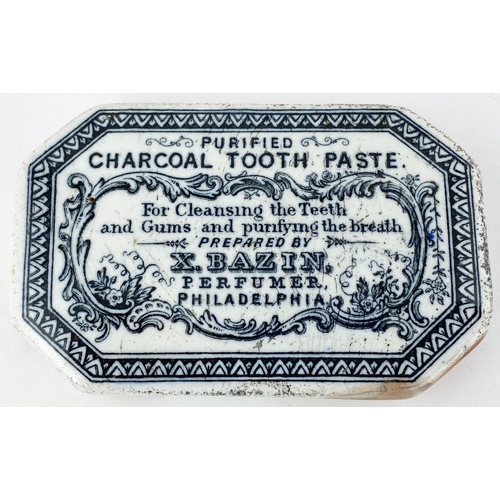 PURIFIED
CHARCOAL TOOTH PASTE.
For Cleansing the Teeth
and Gums and purifying the breath
PREPARED BY
X. BAZIN,
PERFUMER,
PHILADELPHIA